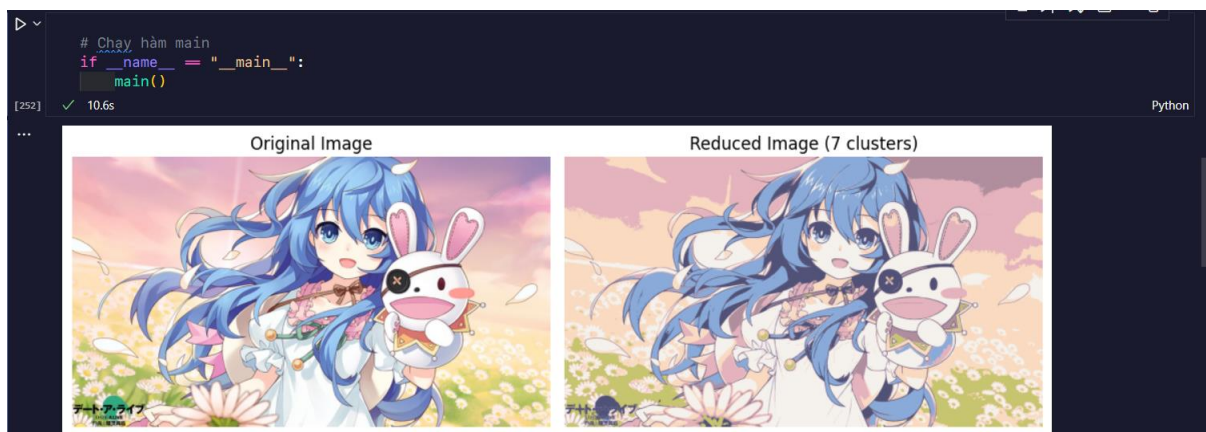 # Chạy hàm main
if __name__ == "__main__":
main()
[252]
10.6s
Python
...
Original Image
Reduced Image (7 clusters)
デート・ア・ライブ
デート・ア・ライブ